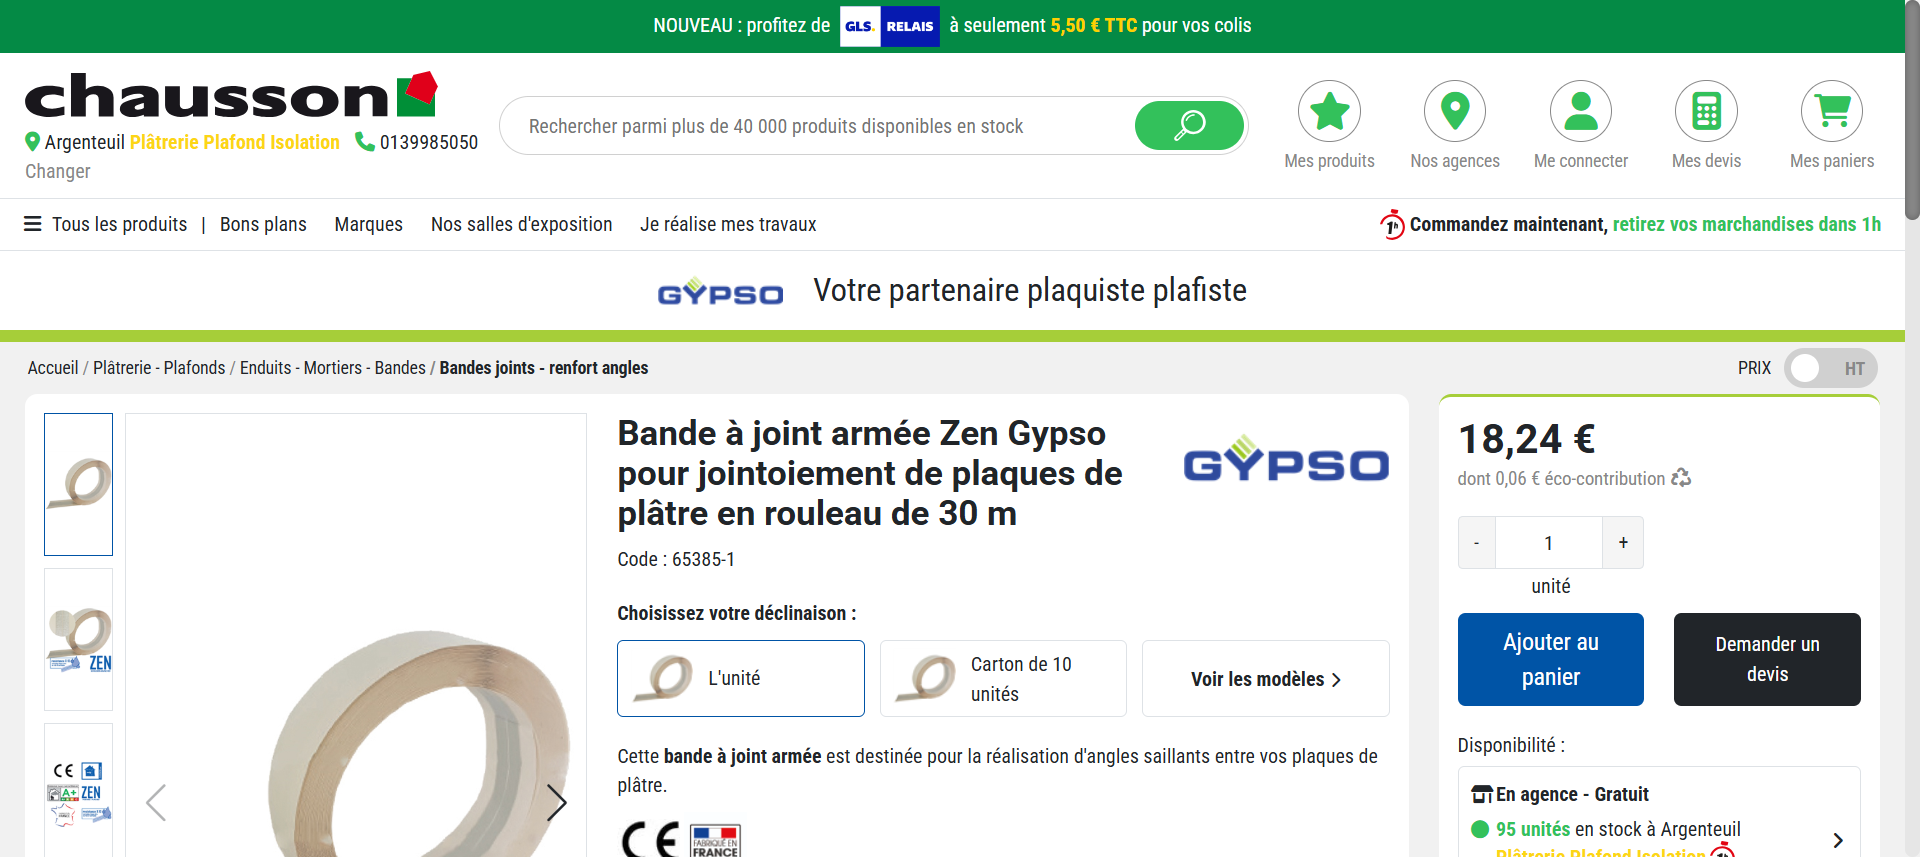 NOUVEAU : profitez de GLS. RELAIS à seulement 5,50 € TTC pour vos colis
chausson
Argenteuil Plâtrerie Plafond Isolation 0139985050
Changer
Rechercher parmi plus de 40 000 produits disponibles en stock
Mes produits
Nos agences
Me connecter
Mes devis
Mes paniers
Tous les produits | Bons plans Marques Nos salles d'exposition Je réalise mes travaux
1h Commandez maintenant, retirez vos marchandises dans 1h
GYPSO Votre partenaire plaquiste plafiste
Accueil / Plâtrerie - Plafonds / Enduits - Mortiers - Bandes / Bandes joints - renfort angles
PRIX HT
ZEN
CE
A+ ZEN
Bande à joint armée Zen Gypso
pour jointoiement de plaques de
plâtre en rouleau de 30 m
GYPSO
Code : 65385-1
Choisissez votre déclinaison :
L'unité
Carton de 10
unités
Voir les modèles
Cette bande à joint armée est destinée pour la réalisation d'angles saillants entre vos plaques de
plâtre.
CE
FABRIQUÉ EN
FRANCE
18,24 €
dont 0,06 € éco-contribution
- 1 +
unité
Ajouter au
panier
Demander un
devis
Disponibilité :
En agence - Gratuit
95 unités en stock à Argenteuil
Plâtrerie Plafond Isolation